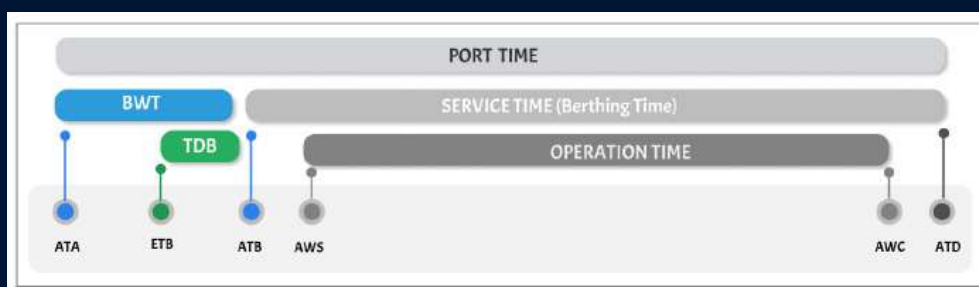 PORT TIME
BWT SERVICE TIME (Berthing Time)
TDB OPERATION TIME
ATA ETB ATB AWS AWC ATD